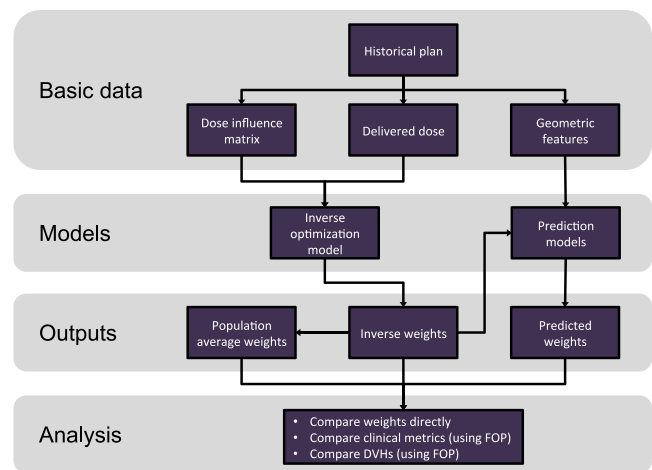 Basic data
Historical plan
Dose influence
matrix
Delivered dose
Geometric
features
Models
Inverse
optimization
model
Prediction
models
Outputs
Population
average weights
Inverse weights
Predicted
weights
Analysis
• Compare weights directly
• Compare clinical metrics (using FOP)
• Compare DVHs (using FOP)